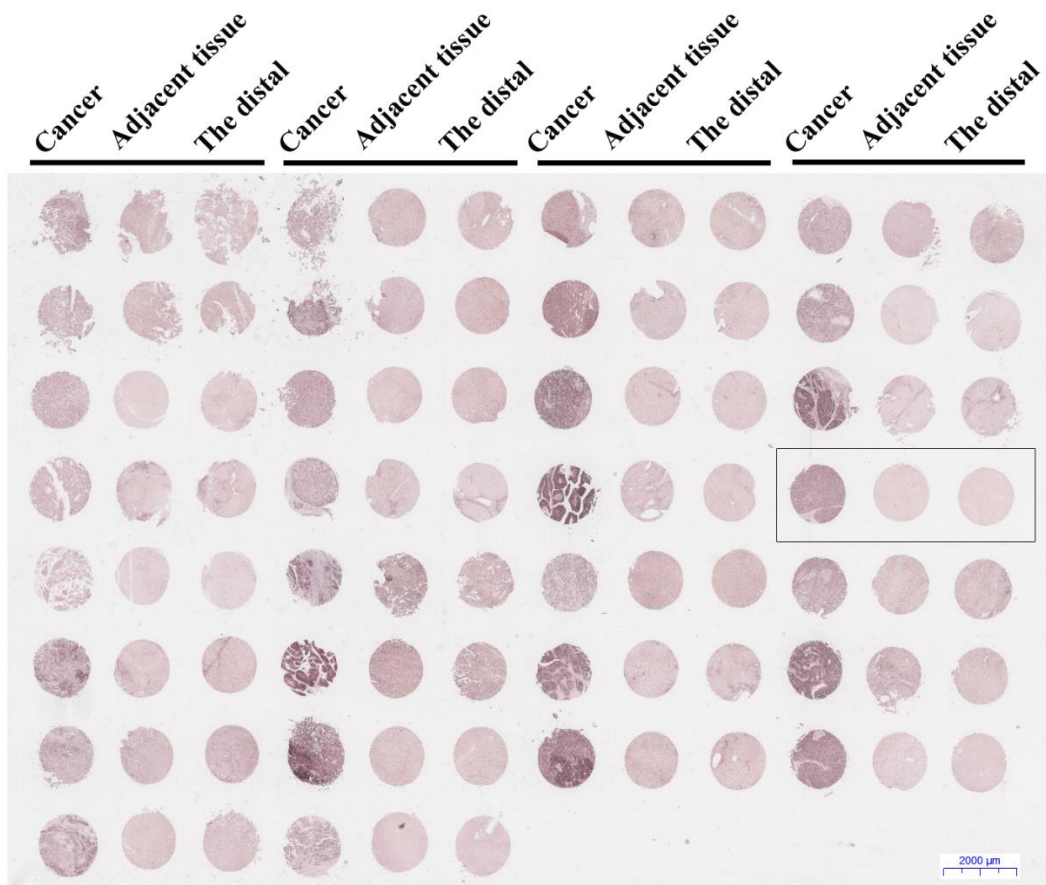 Cancer
Adjacent tissue
The distal
Cancer
Adjacent tissue
The distal
Cancer
Adjacent tissue
The distal
Cancer
Adjacent tissue
The distal
2000 µm